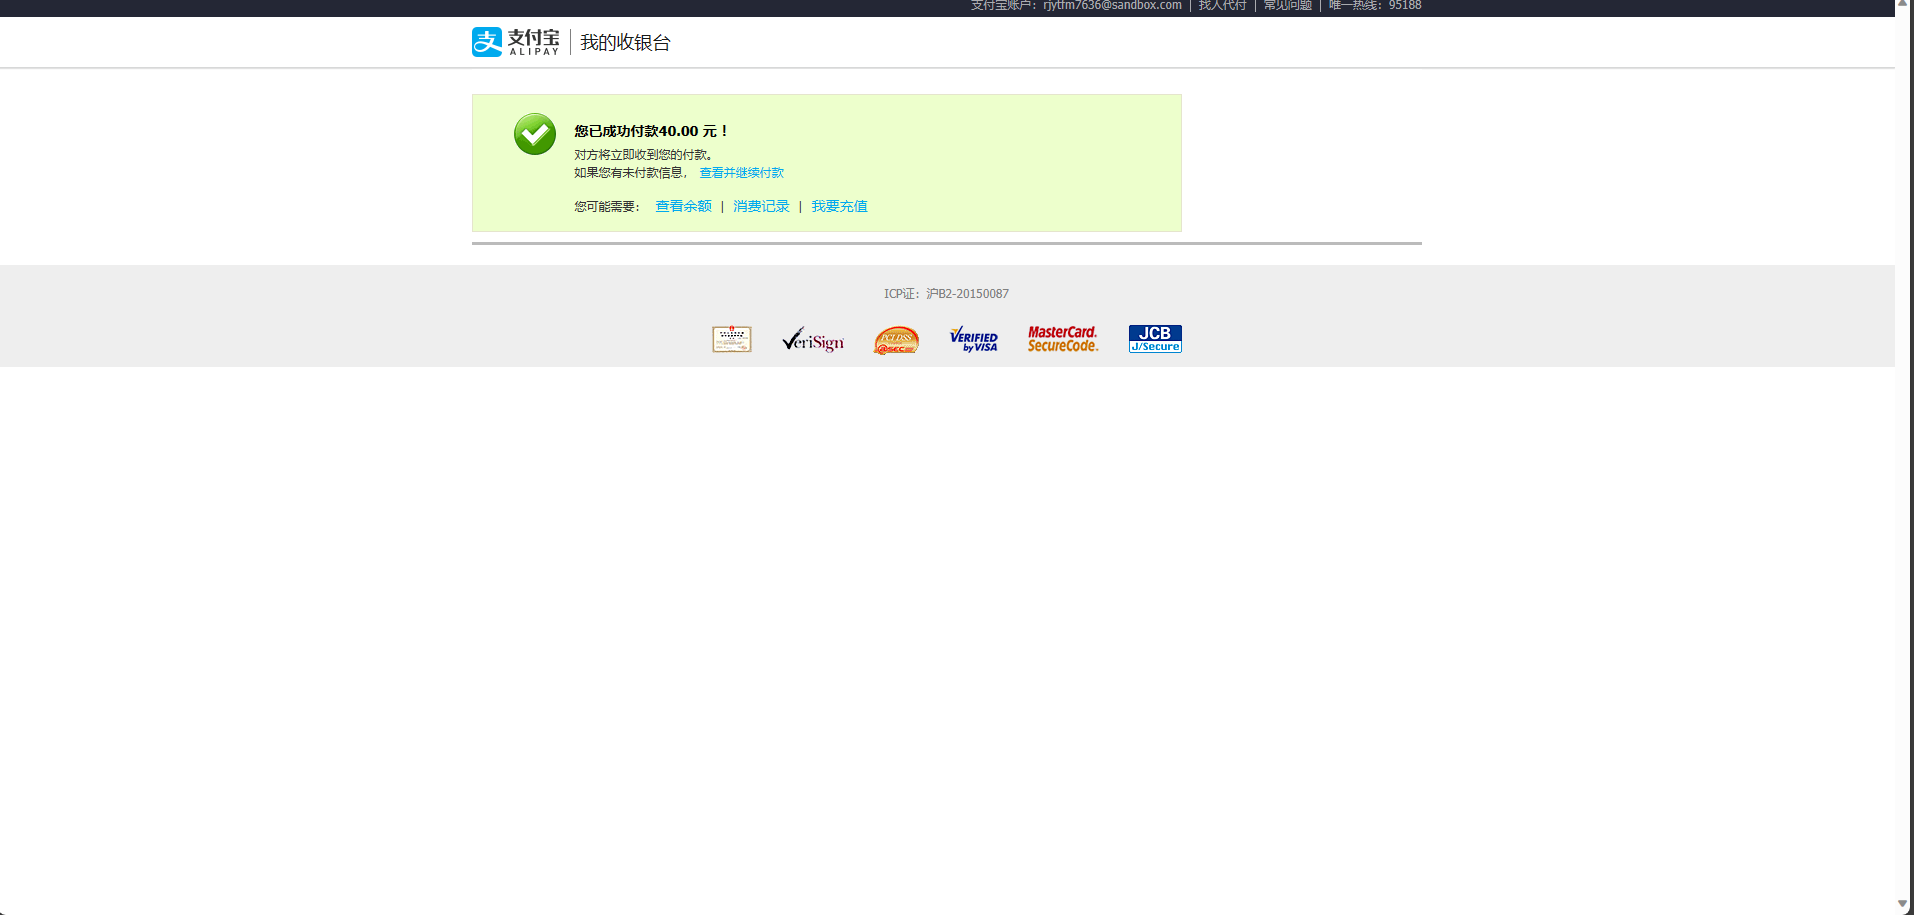 支付宝账户：rjytfm7636@sandbox.com | 找人代付 | 常见问题 | 唯一热线：95188
支 支付宝 ALIPAY | 我的收银台
您已成功付款40.00 元！
对方将立即收到您的付款。
如果您有未付款信息， 查看并继续付款
您可能需要： 查看余额 | 消费记录 | 我要充值
ICP证：沪B2-20150087
VeriSign
PCI DSS
@SEC
VERIFIED by VISA
MasterCard. SecureCode.
JCB J/Secure